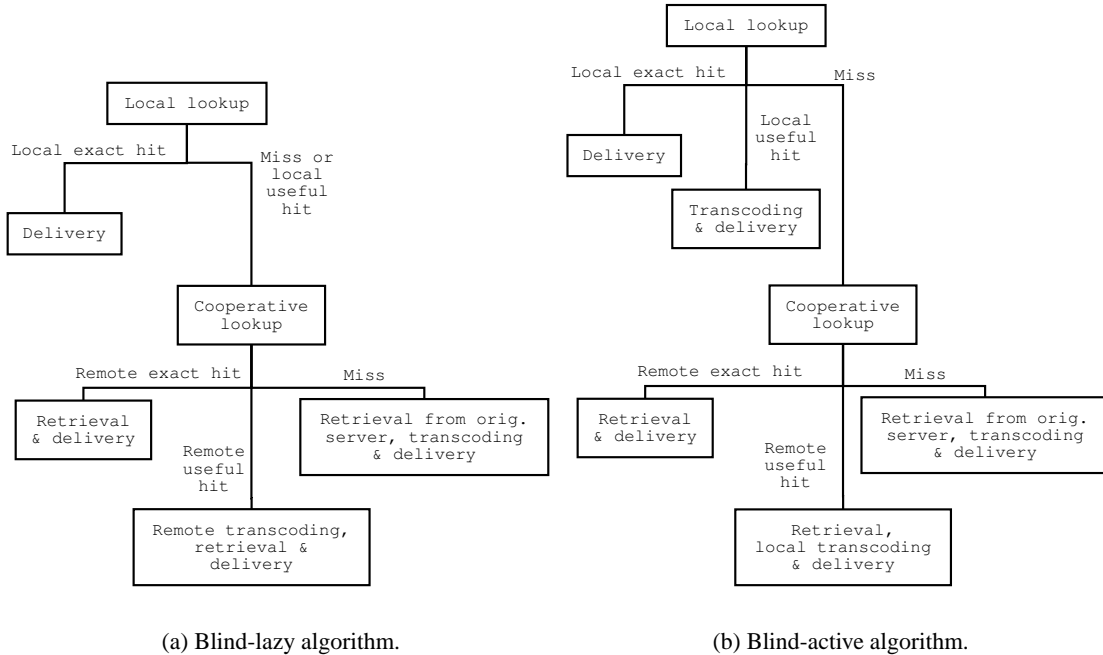 Local lookup
Local exact hit
Miss or
local
useful
hit
Delivery
Cooperative
lookup
Remote exact hit
Miss
Retrieval
& delivery
Retrieval from orig.
server, transcoding
& delivery
Remote
useful
hit
Remote transcoding,
retrieval &
delivery
(a) Blind-lazy algorithm.
Local lookup
Local exact hit
Miss
Local
useful
hit
Delivery
Transcoding
& delivery
Cooperative
lookup
Remote exact hit
Miss
Retrieval
& delivery
Retrieval from orig.
server, transcoding
& delivery
Remote
useful
hit
Retrieval,
local transcoding
& delivery
(b) Blind-active algorithm.